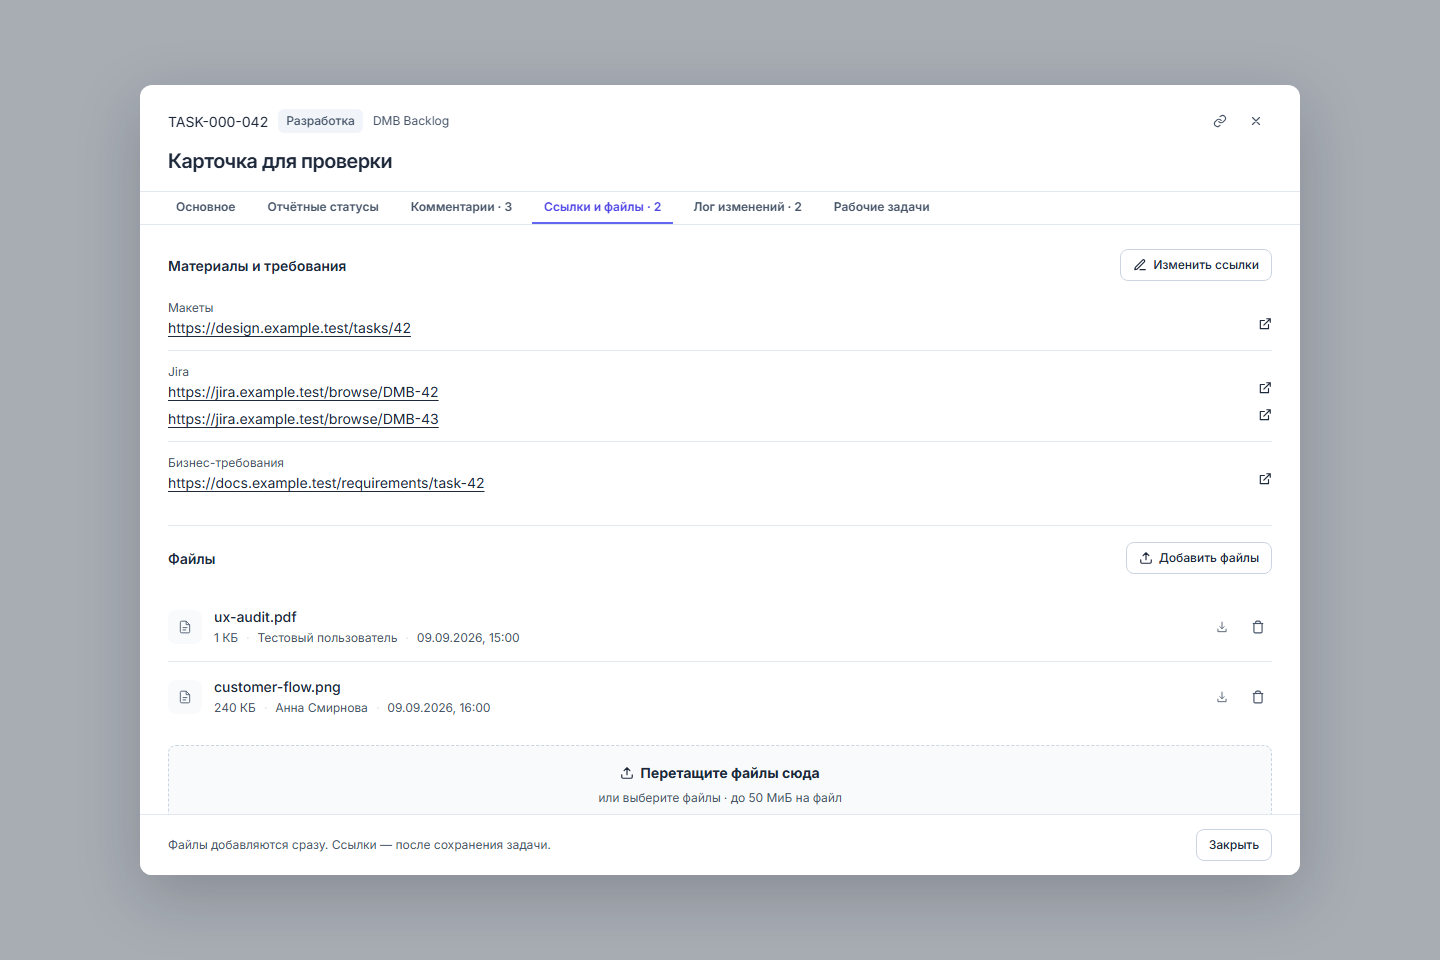 TASK-000-042 Разработка DMB Backlog
Карточка для проверки
Основное Отчётные статусы Комментарии · 3 Ссылки и файлы · 2 Лог изменений · 2 Рабочие задачи
Материалы и требования Изменить ссылки
Макеты
https://design.example.test/tasks/42
Jira
https://jira.example.test/browse/DMB-42
https://jira.example.test/browse/DMB-43
Бизнес-требования
https://docs.example.test/requirements/task-42
Файлы Добавить файлы
ux-audit.pdf
1 КБ · Тестовый пользователь · 09.09.2026, 15:00
customer-flow.png
240 КБ · Анна Смирнова · 09.09.2026, 16:00
Перетащите файлы сюда
или выберите файлы · до 50 МиБ на файл
Файлы добавляются сразу. Ссылки — после сохранения задачи. Закрыть